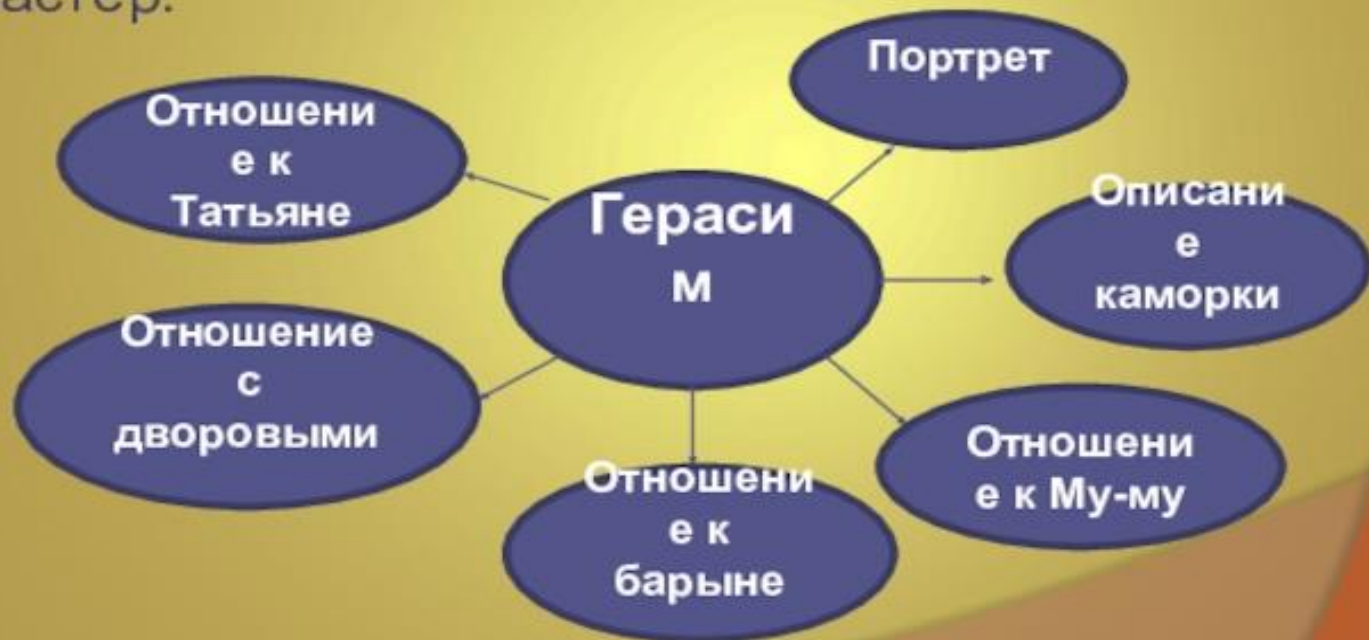 Портрет
Отношени
е к
Татьяне
Гераси
м
Описани
е
каморки
Отношение
с
дворовыми
Отношени
е к Му-му
Отношени
е к
барыне